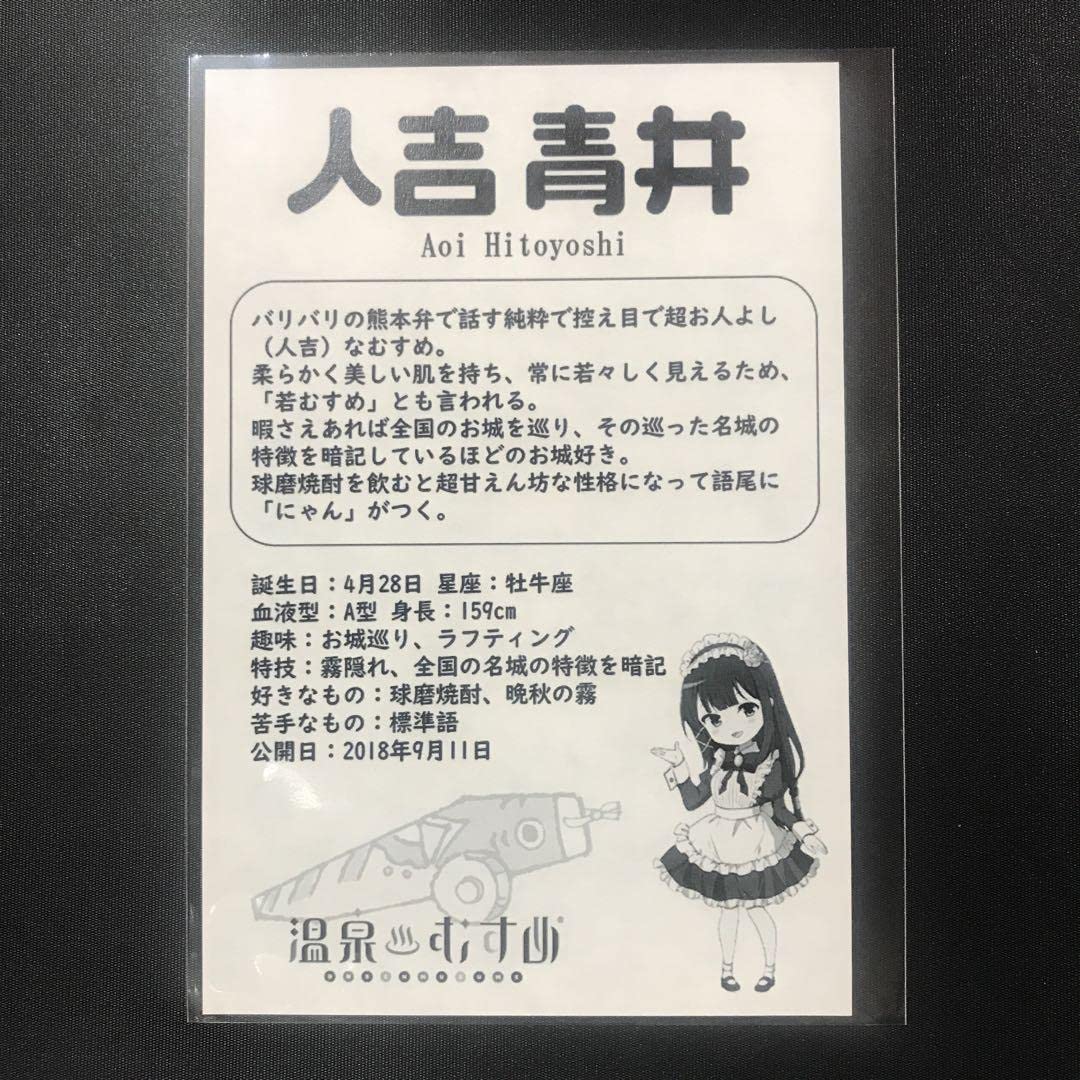 人吉 青井
Aoi Hitoyoshi
バリバリの熊本弁で話す純粋で控え目で超お人よし
（人吉）なむすめ。
柔らかく美しい肌を持ち、常に若々しく見えるため、
「若むすめ」とも言われる。
暇さえあれば全国のお城を巡り、その巡った名城の
特徴を暗記しているほどのお城好き。
球磨焼酎を飲むと超甘えん坊な性格になって語尾に
「にゃん」がつく。
誕生日：4月28日 星座：牡牛座
血液型：A型 身長：159cm
趣味：お城巡り、ラフティング
特技：霧隠れ、全国の名城の特徴を暗記
好きなもの：球磨焼酎、晩秋の霧
苦手なもの：標準語
公開日：2018年9月11日
温泉♨むすめ
ONSENMUSUME